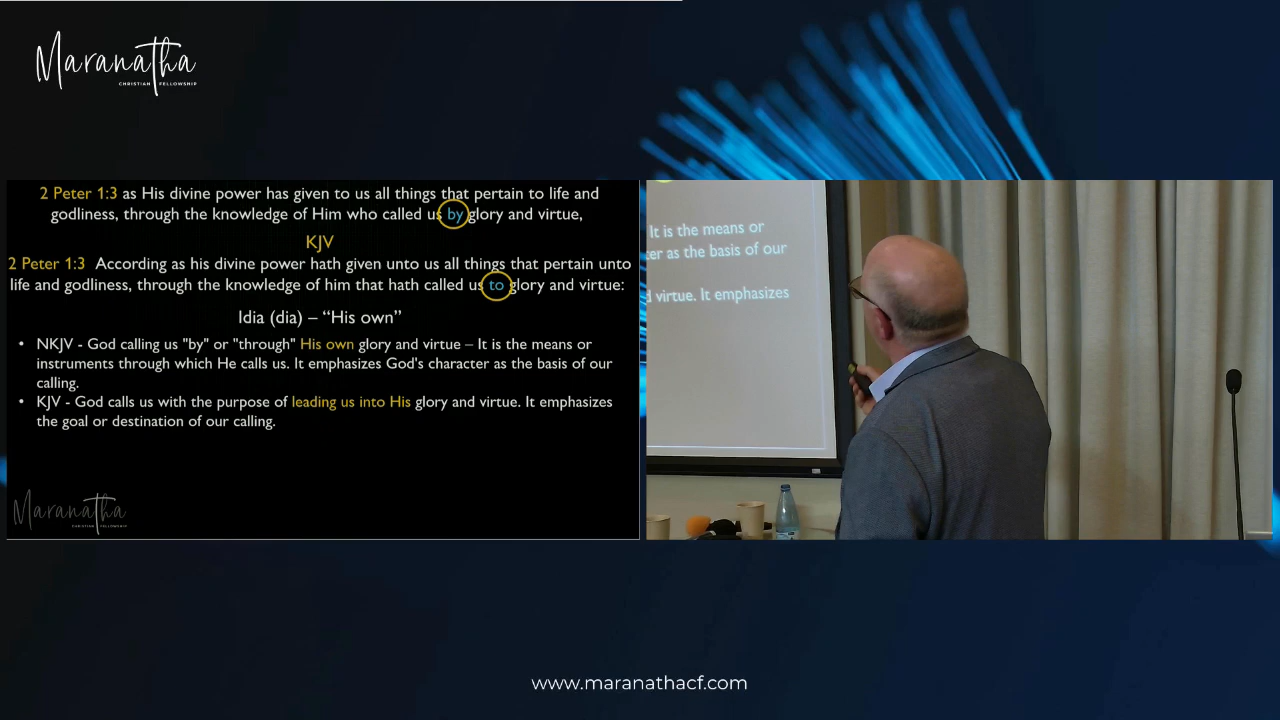 Maranatha
CHRISTIAN FELLOWSHIP
2 Peter 1:3 as His divine power has given to us all things that pertain to life and
godliness, through the knowledge of Him who called us by glory and virtue,
KJV
2 Peter 1:3 According as his divine power hath given unto us all things that pertain unto
life and godliness, through the knowledge of him that hath called us to glory and virtue:
Idia (dia) – “His own”
• NKJV - God calling us "by" or "through" His own glory and virtue – It is the means or
instruments through which He calls us. It emphasizes God's character as the basis of our
calling.
• KJV - God calls us with the purpose of leading us into His glory and virtue. It emphasizes
the goal or destination of our calling.
Maranatha
CHRISTIAN FELLOWSHIP
It is the means or
as the basis of our
virtue. It emphasizes
www.maranathacf.com